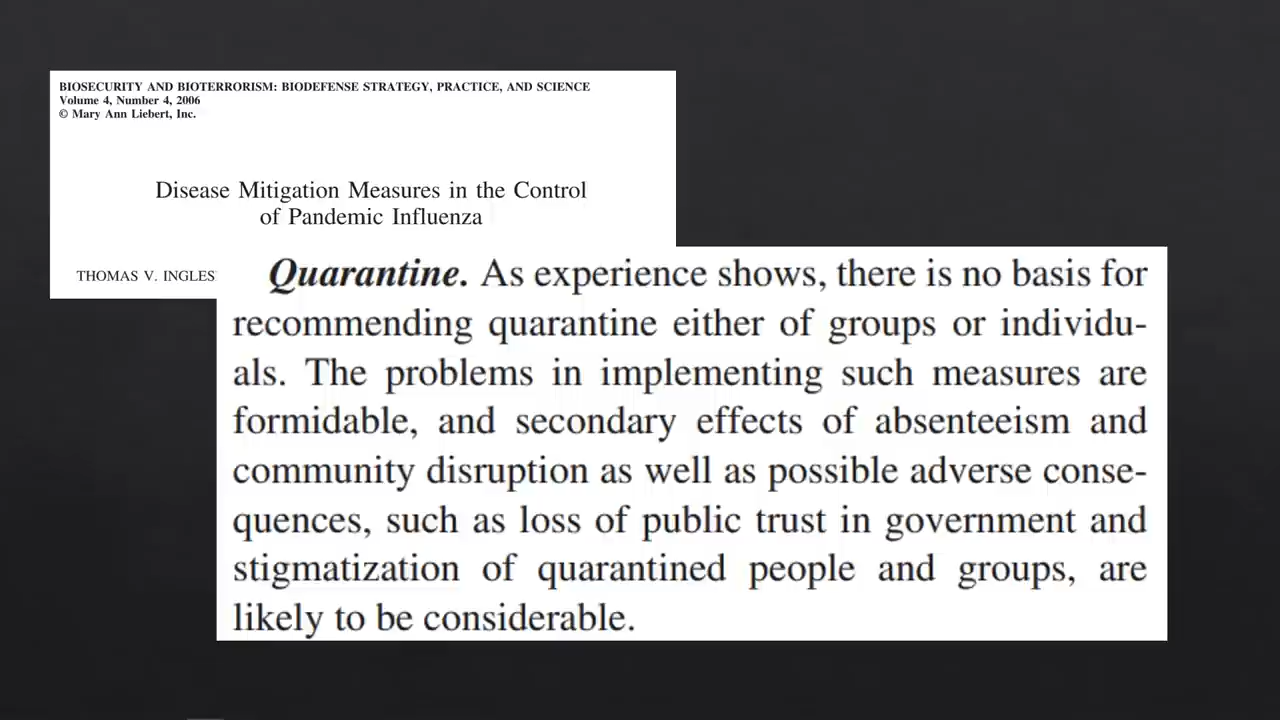 BIOSECURITY AND BIOTERRORISM: BIODEFENSE STRATEGY, PRACTICE, AND SCIENCE
Volume 4, Number 4, 2006
© Mary Ann Liebert, Inc.
Disease Mitigation Measures in the Control
of Pandemic Influenza
THOMAS V. INGLES
Quarantine. As experience shows, there is no basis for
recommending quarantine either of groups or individu-
als. The problems in implementing such measures are
formidable, and secondary effects of absenteeism and
community disruption as well as possible adverse conse-
quences, such as loss of public trust in government and
stigmatization of quarantined people and groups, are
likely to be considerable.